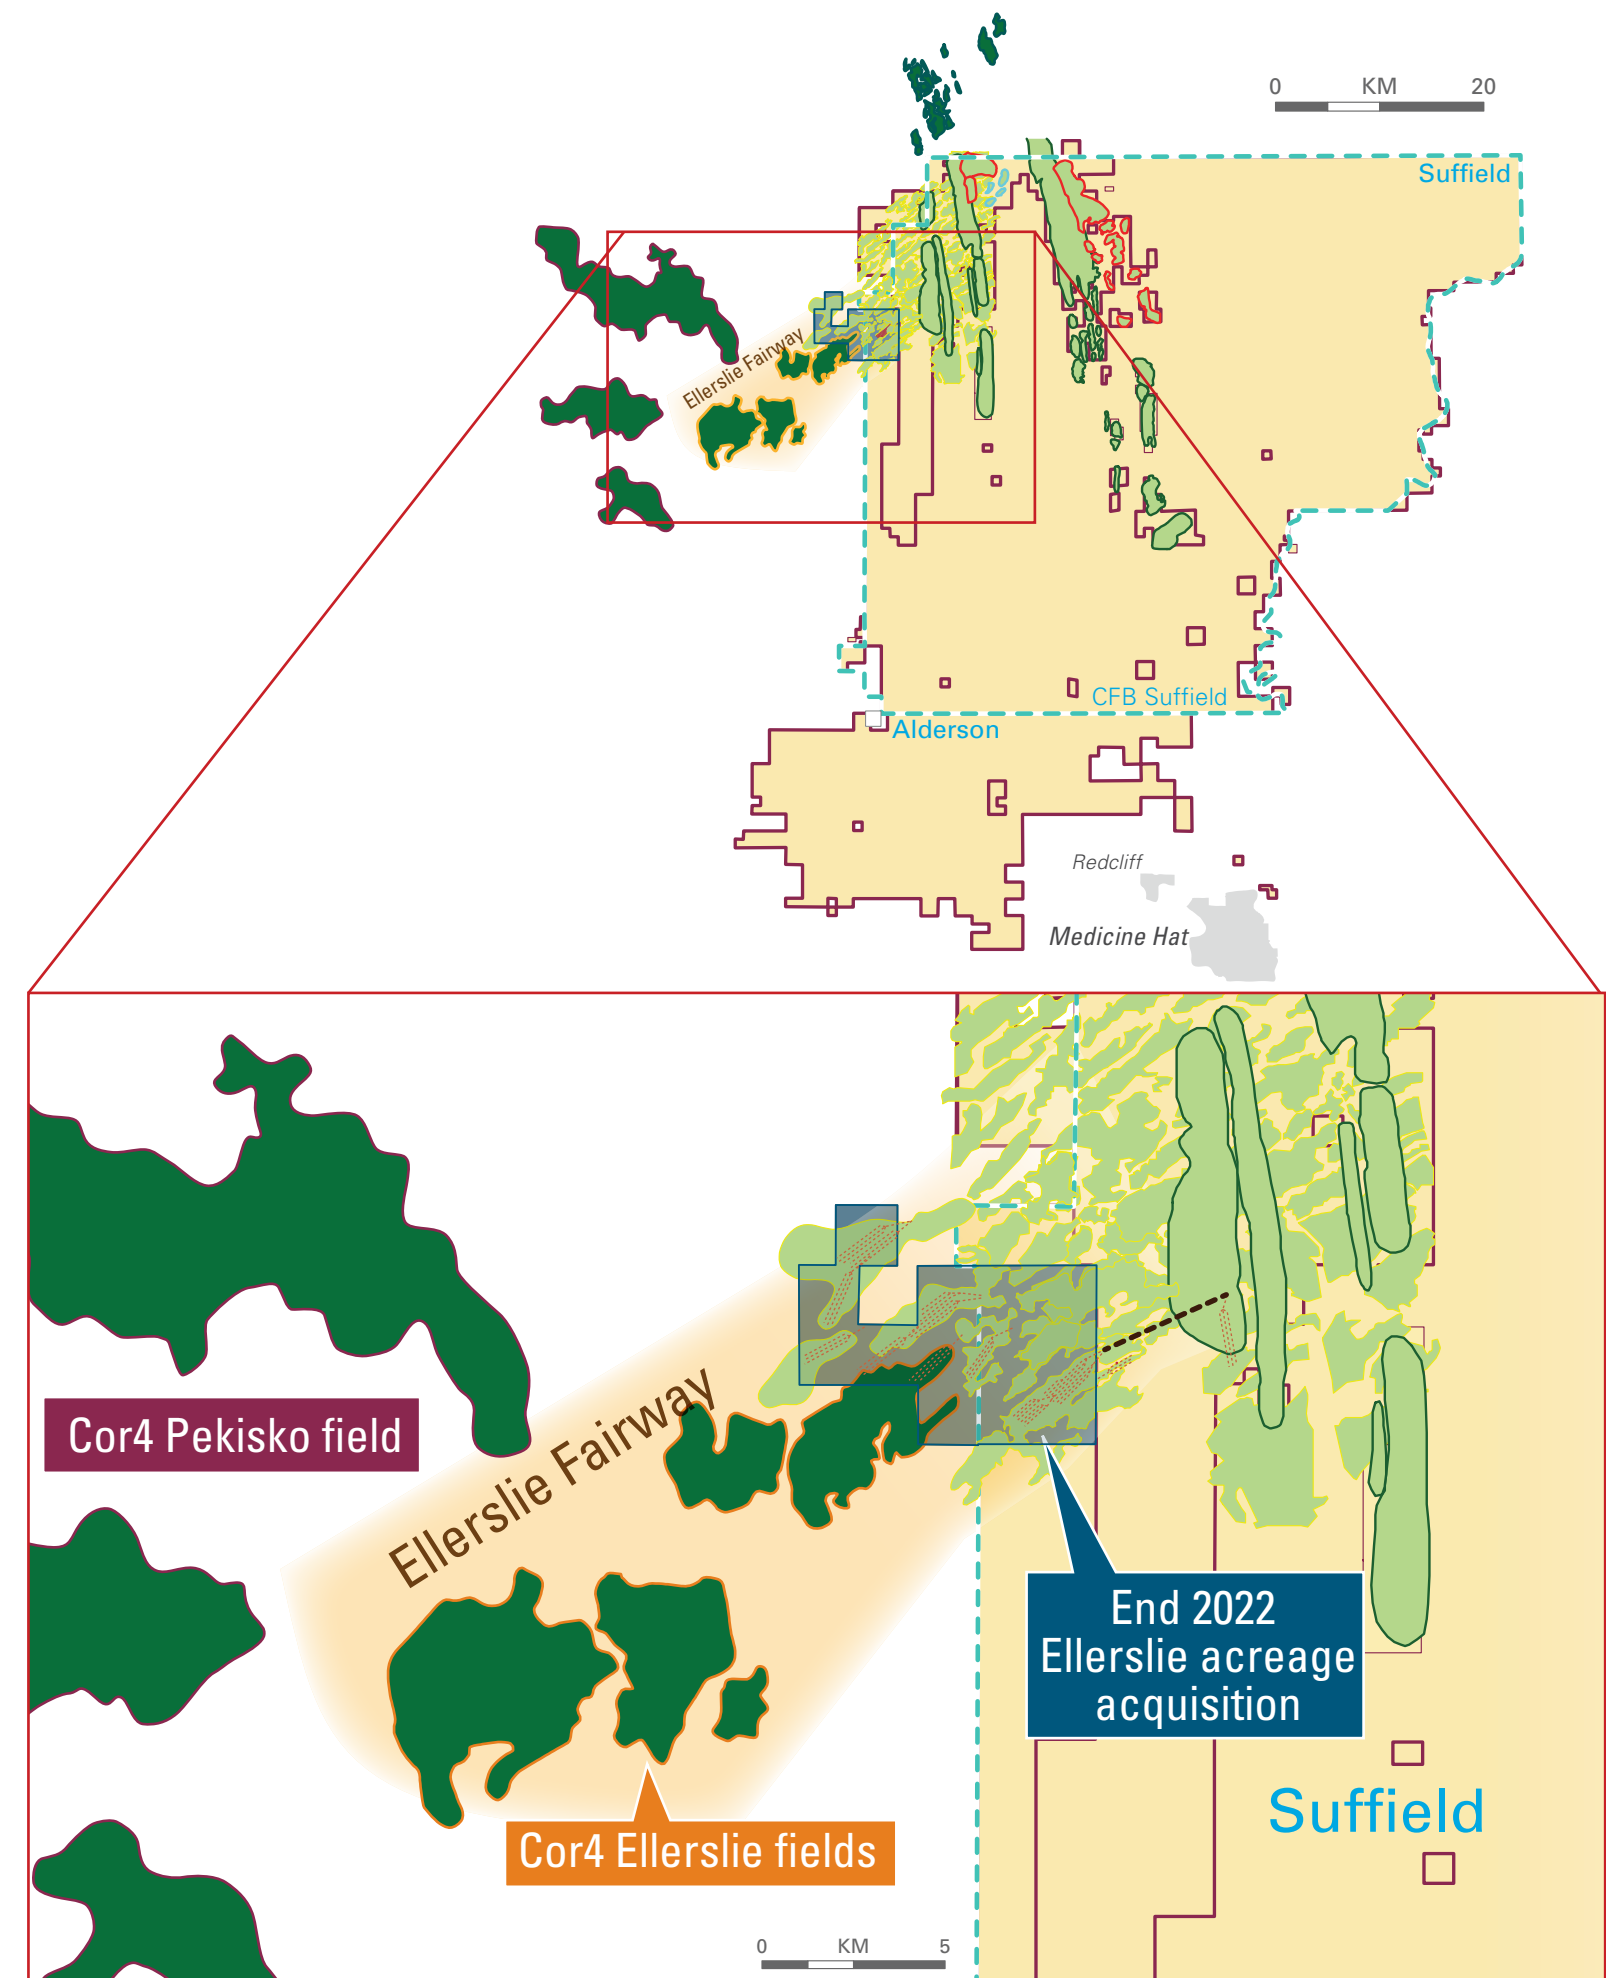 0 KM 20
Suffield
Ellerslie Fairway
CFB Suffield
Alderson
Redcliff
Medicine Hat
Cor4 Pekisko field
Ellerslie Fairway
End 2022
Ellerslie acreage
acquisition
Suffield
Cor4 Ellerslie fields
0 KM 5